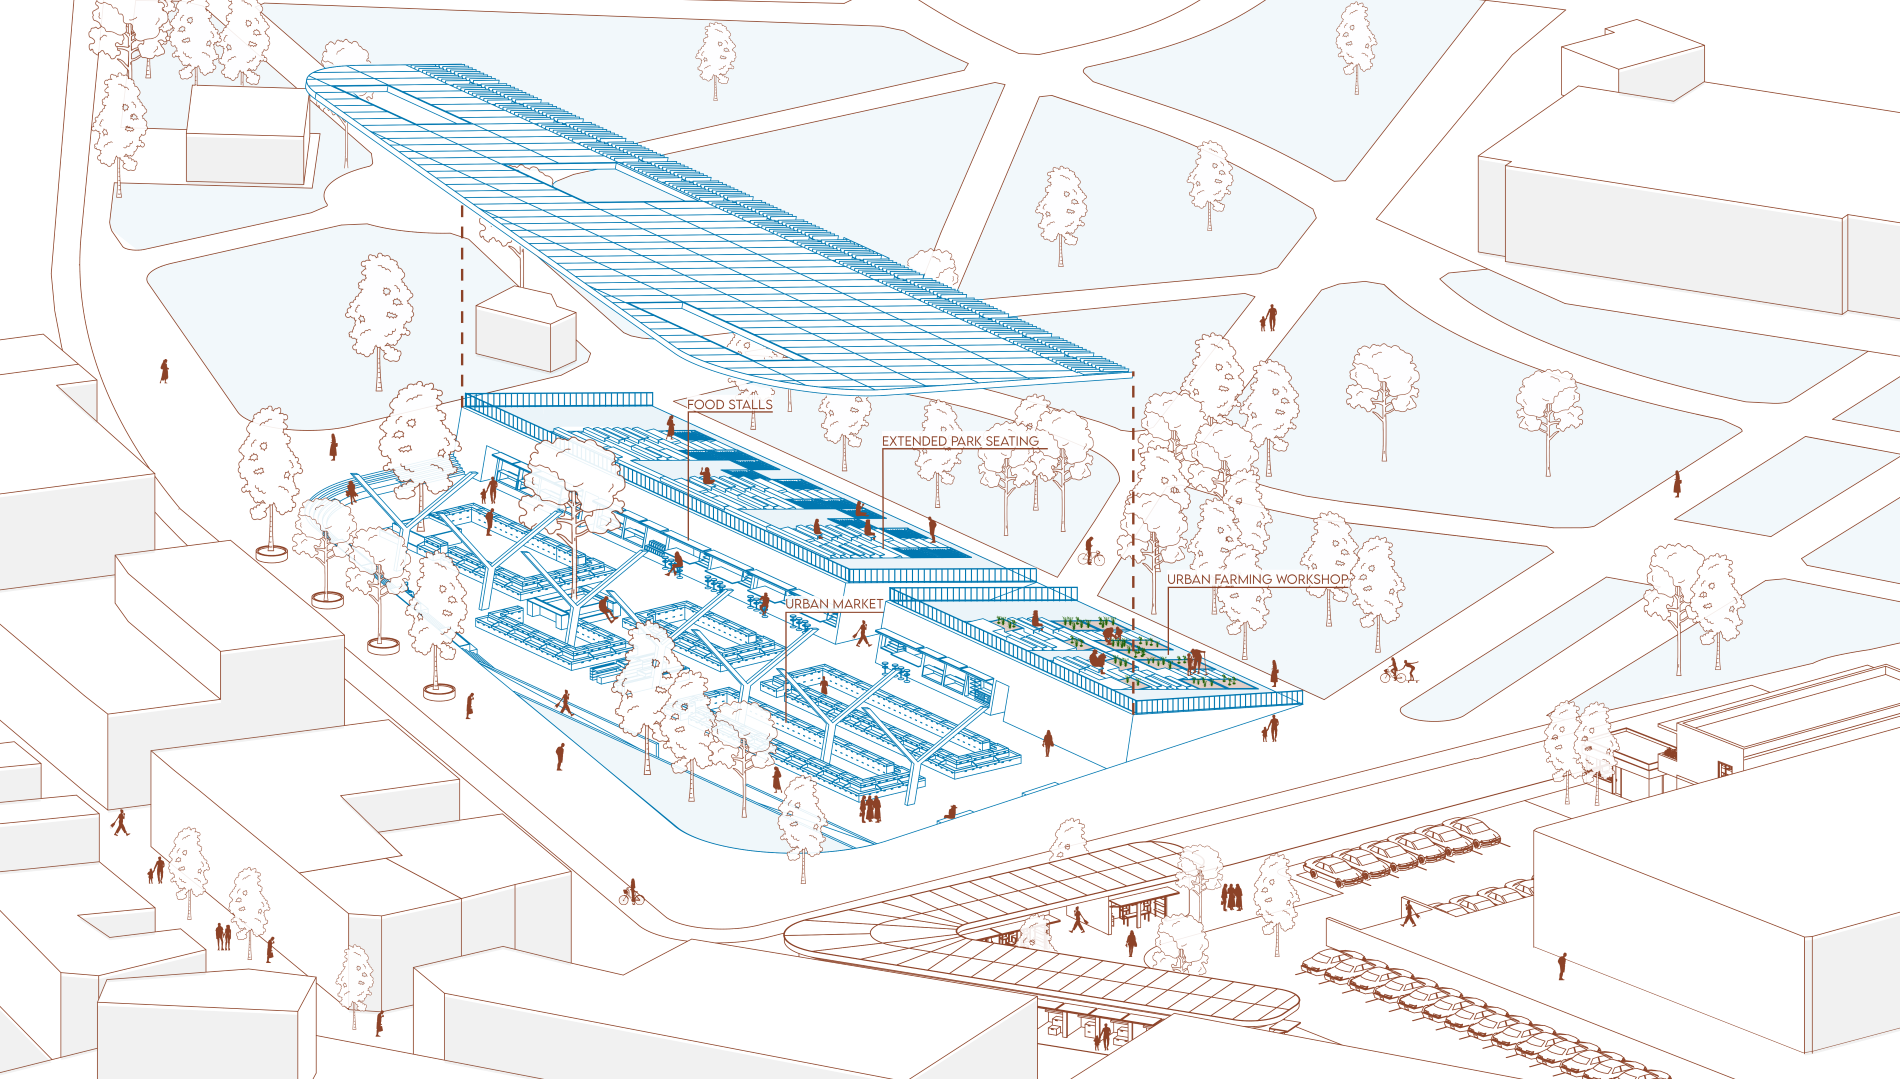 FOOD STALLS
EXTENDED PARK SEATING
URBAN FARMING WORKSHOP
URBAN MARKET